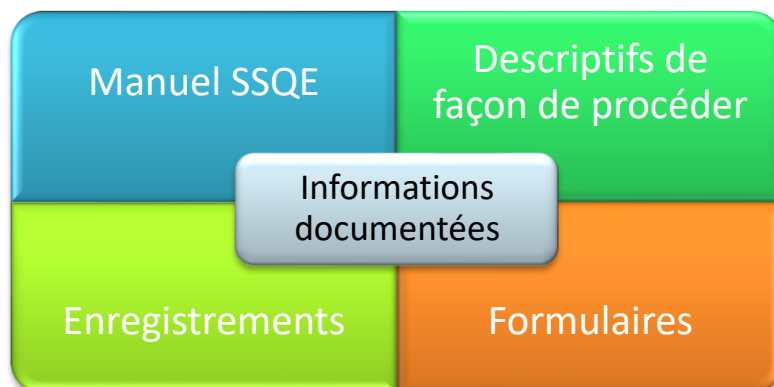 Manuel SSQE
Descriptifs de
façon de procéder
Informations
documentées
Enregistrements
Formulaires